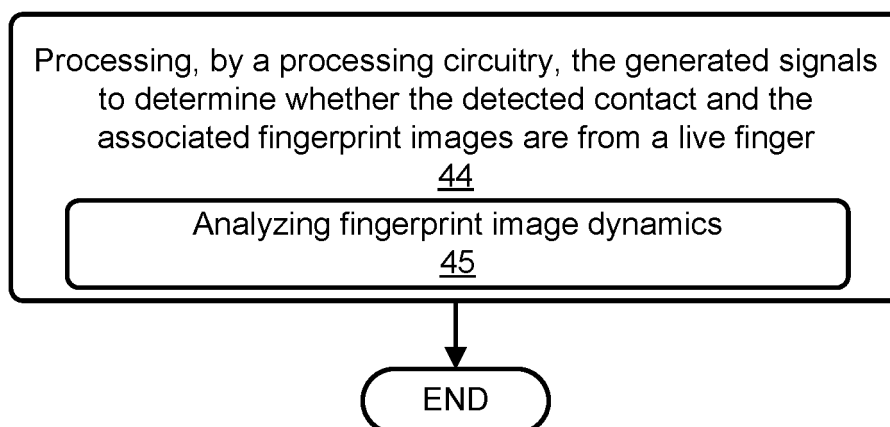 Processing, by a processing circuitry, the generated signals
to determine whether the detected contact and the
associated fingerprint images are from a live finger
44
Analyzing fingerprint image dynamics
45
END